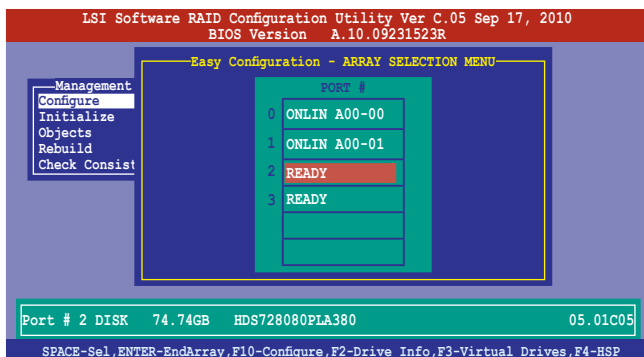 LSI Software RAID Configuration Utility Ver C.05 Sep 17, 2010
BIOS Version A.10.09231523R
Easy Configuration - ARRAY SELECTION MENU
Management
Configure
Initialize
Objects
Rebuild
Check Consist
PORT #
0 ONLIN A00-00
1 ONLIN A00-01
2 READY
3 READY
Port # 2 DISK 74.74GB HDS728080PLA380 05.01C05
SPACE-Sel,ENTER-EndArray,F10-Configure,F2-Drive Info,F3-Virtual Drives,F4-HSP